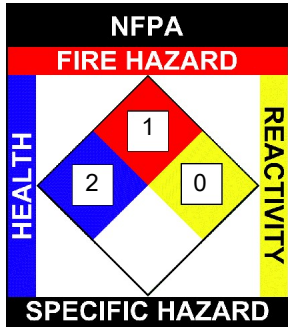 NFPA
FIRE HAZARD
HEALTH
1
2
0
REACTIVITY
SPECIFIC HAZARD